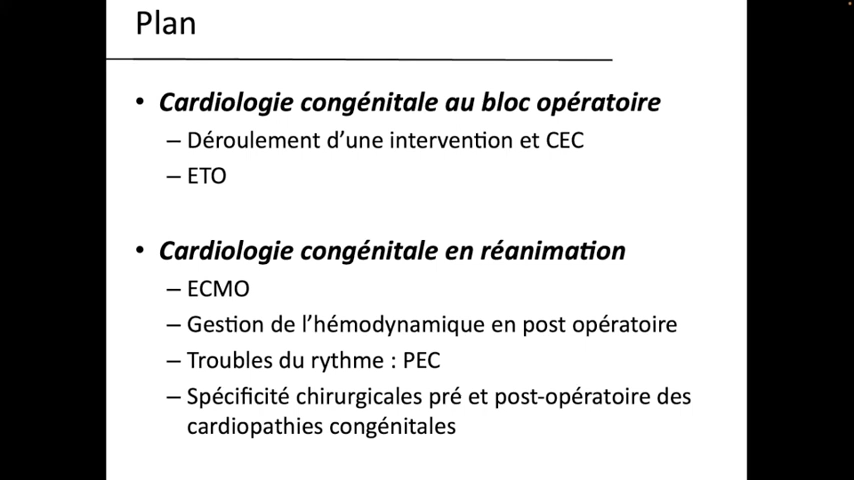 Plan
• Cardiologie congénitale au bloc opératoire
– Déroulement d’une intervention et CEC
– ETO
• Cardiologie congénitale en réanimation
– ECMO
– Gestion de l’hémodynamique en post opératoire
– Troubles du rythme : PEC
– Spécificité chirurgicales pré et post-opératoire des
cardiopathies congénitales